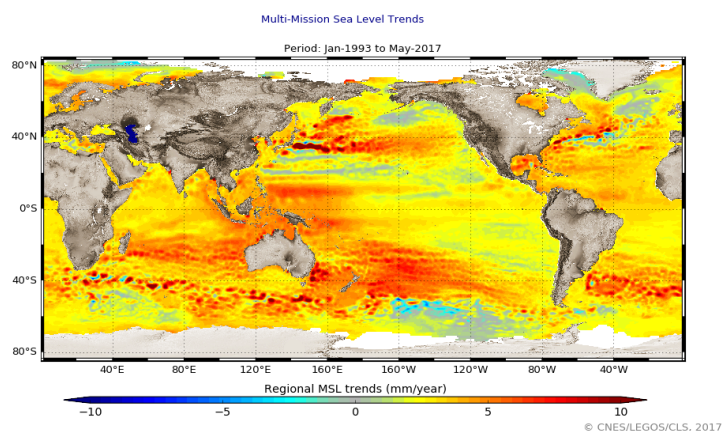 Multi-Mission Sea Level Trends
Period: Jan-1993 to May-2017
80°N
40°N
0°S
40°S
80°S
40°E 80°E 120°E 160°E 160°W 120°W 80°W 40°W
Regional MSL trends (mm/year)
−10 −5 0 5 10
© CNES/LEGOS/CLS, 2017